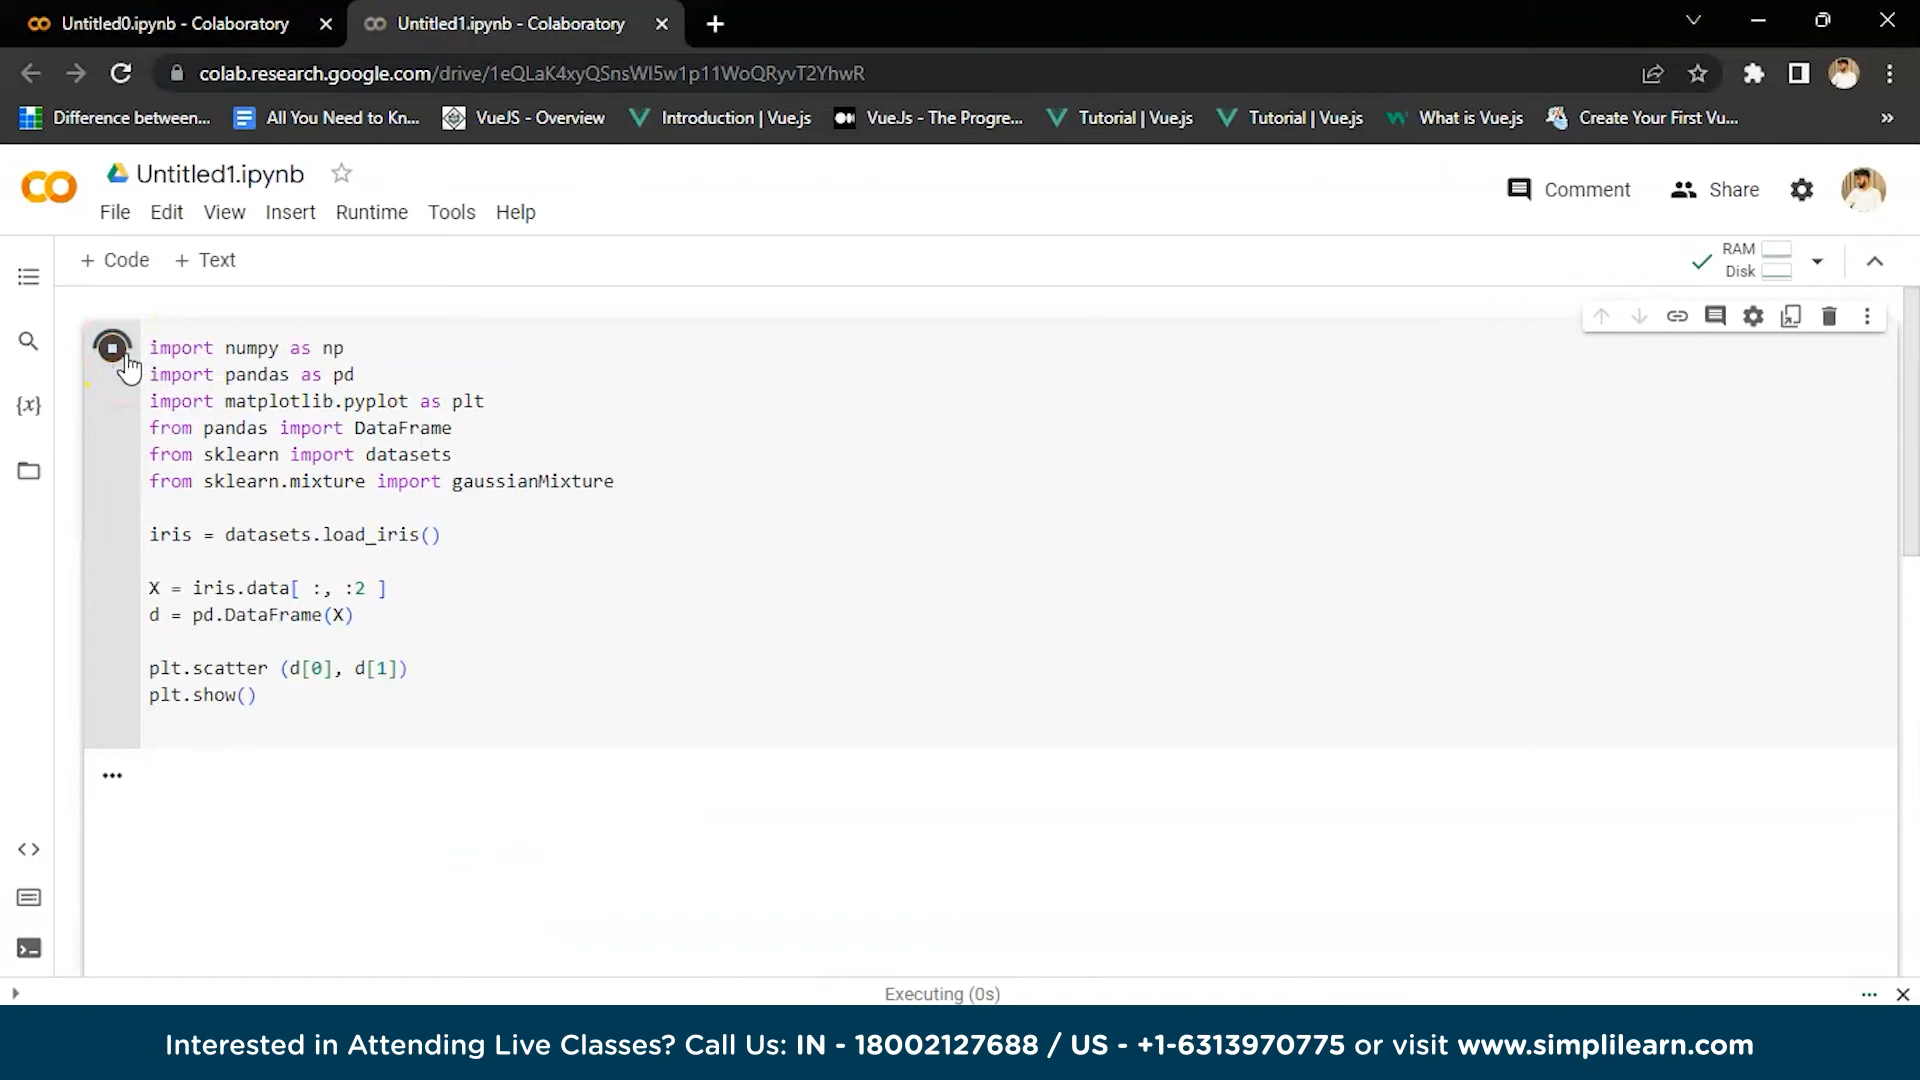 Untitled0.ipynb - Colaboratory
Untitled1.ipynb - Colaboratory
colab.research.google.com/drive/1eQLaK4xyQSnsWI5w1p11WoQRyvT2YhwR
Difference between...
All You Need to Kn...
VueJS - Overview
Introduction | Vue.js
VueJs - The Progre...
Tutorial | Vue.js
Tutorial | Vue.js
What is Vue.js
Create Your First Vu...
»
CO
Untitled1.ipynb
Comment
Share
File Edit View Insert Runtime Tools Help
+ Code + Text
RAM
Disk
{x}
import numpy as np
import pandas as pd
import matplotlib.pyplot as plt
from pandas import DataFrame
from sklearn import datasets
from sklearn.mixture import gaussianMixture
iris = datasets.load_iris()
X = iris.data[ :, :2 ]
d = pd.DataFrame(X)
plt.scatter (d[0], d[1])
plt.show()
Executing (0s)
Interested in Attending Live Classes? Call Us: IN - 18002127688 / US - +1-6313970775 or visit www.simplilearn.com